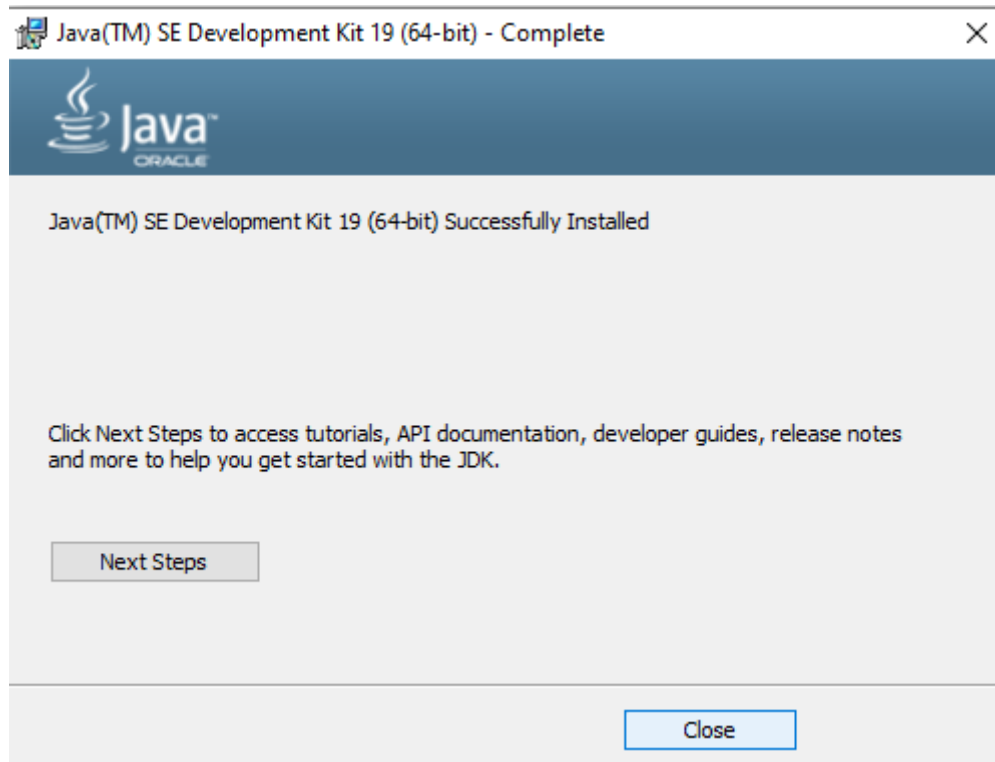 Java(TM) SE Development Kit 19 (64-bit) - Complete
Java™
ORACLE
Java(TM) SE Development Kit 19 (64-bit) Successfully Installed
Click Next Steps to access tutorials, API documentation, developer guides, release notes
and more to help you get started with the JDK.
Next Steps
Close